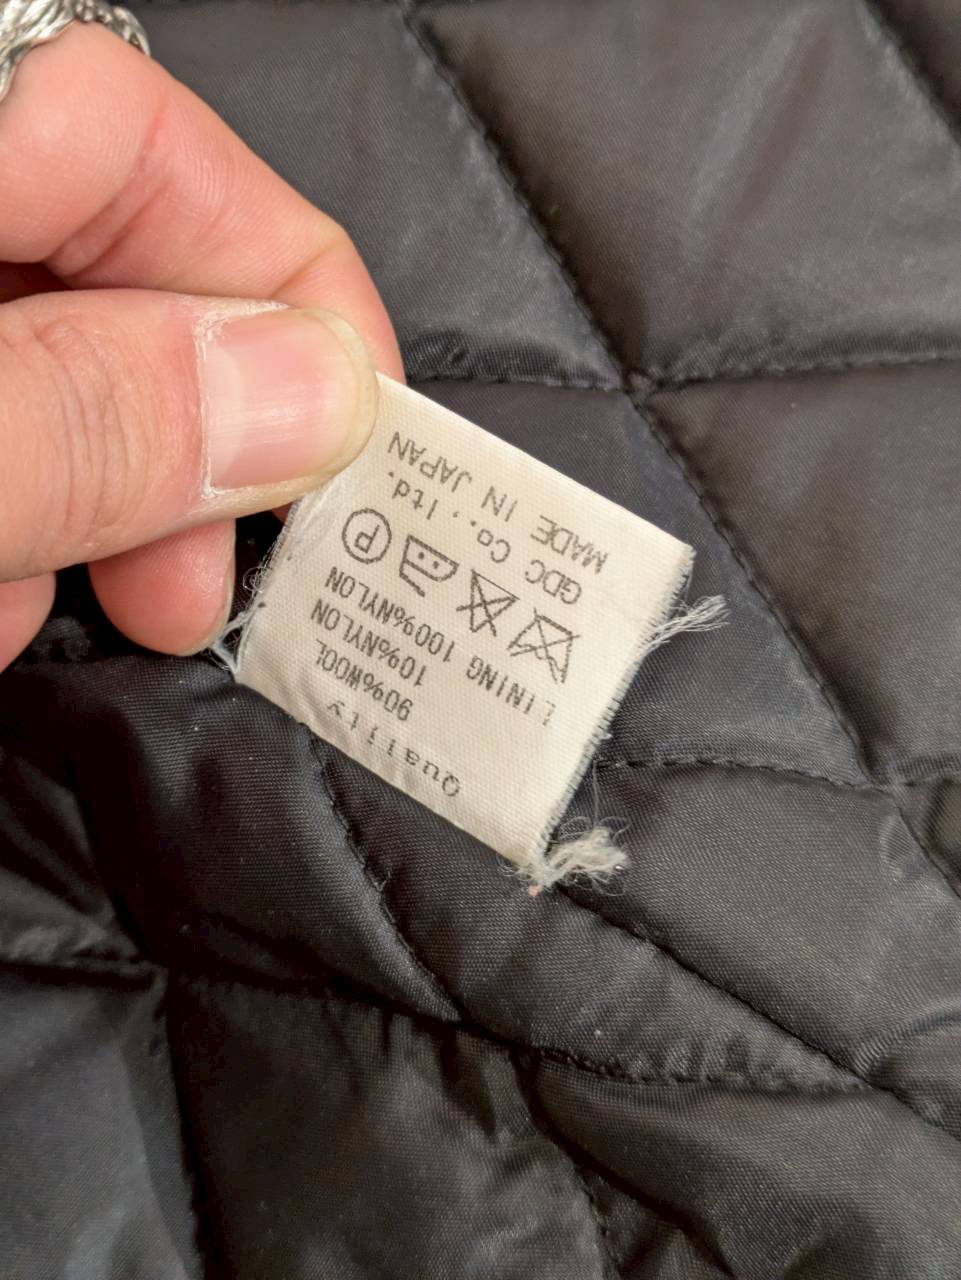 Quality
90%WOOL
10%NYLON
LINING 100%NYLON
P
GDC Co., ltd.
MADE IN JAPAN